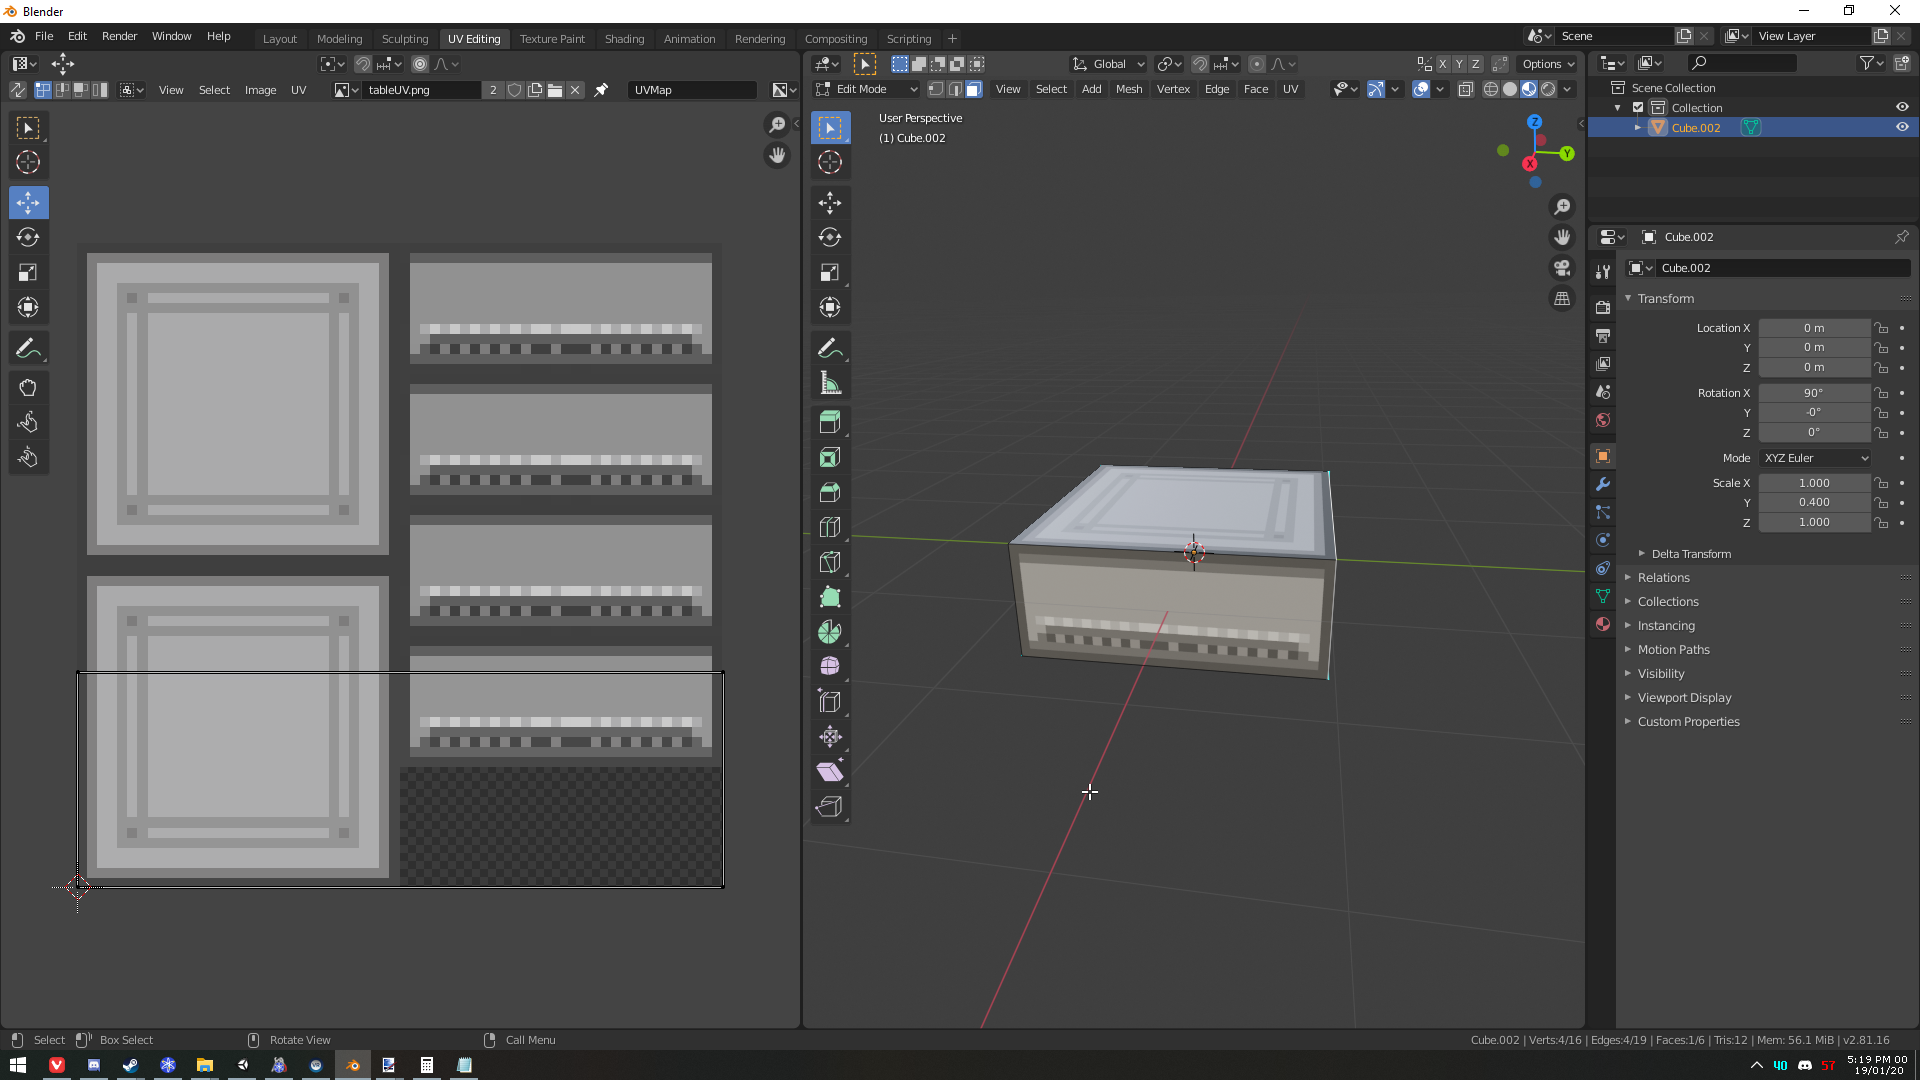 Blender
File Edit Render Window Help
Layout Modeling Sculpting UV Editing Texture Paint Shading Animation Rendering Compositing Scripting +
Scene
View Layer
Global
X Y Z
Options
View Select Image UV
tableUV.png 2
UVMap
Edit Mode
View Select Add Mesh Vertex Edge Face UV
User Perspective
(1) Cube.002
Z
Y
X
Scene Collection
Collection
Cube.002
Cube.002
Cube.002
Transform
Location X 0 m
Y 0 m
Z 0 m
Rotation X 90°
Y -0°
Z 0°
Mode XYZ Euler
Scale X 1.000
Y 0.400
Z 1.000
Delta Transform
Relations
Collections
Instancing
Motion Paths
Visibility
Viewport Display
Custom Properties
Select Box Select Rotate View Call Menu
Cube.002 | Verts:4/16 | Edges:4/19 | Faces:1/6 | Tris:12 | Mem: 56.1 MiB | v2.81.16
40 57
5:19 PM 00
19/01/20